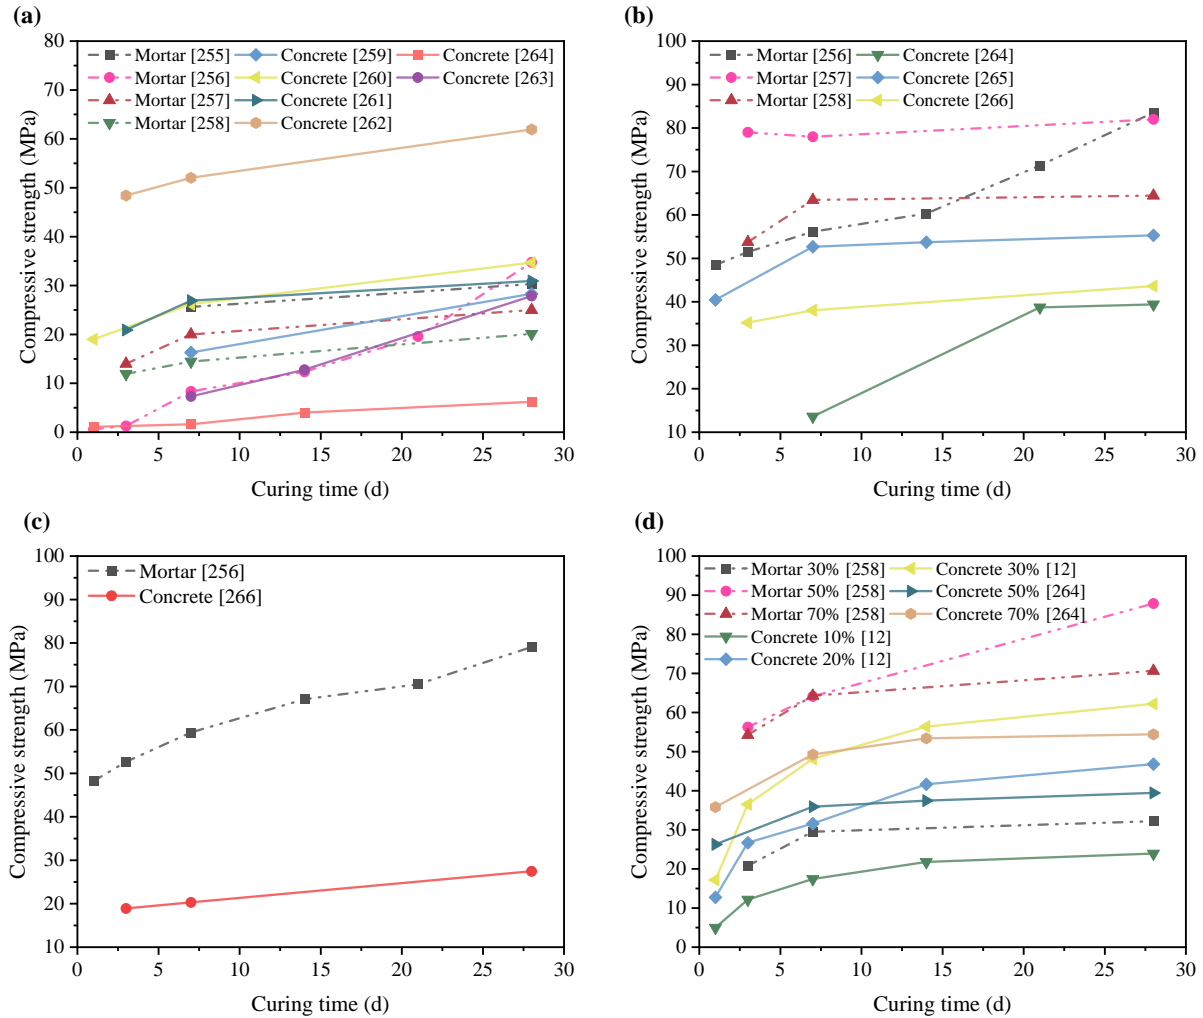 (a)
80
70
60
50
40
30
20
10
0
Compressive strength (MPa)
Mortar [255]
Mortar [256]
Mortar [257]
Mortar [258]
Concrete [259]
Concrete [260]
Concrete [261]
Concrete [262]
Concrete [264]
Concrete [263]
0 5 10 15 20 25 30
Curing time (d)
(b)
100
90
80
70
60
50
40
30
20
10
Compressive strength (MPa)
Mortar [256]
Mortar [257]
Mortar [258]
Concrete [264]
Concrete [265]
Concrete [266]
0 5 10 15 20 25 30
Curing time (d)
(c)
100
90
80
70
60
50
40
30
20
10
Compressive strength (MPa)
Mortar [256]
Concrete [266]
0 5 10 15 20 25 30
Curing time (d)
(d)
100
90
80
70
60
50
40
30
20
10
0
Compressive strength (MPa)
Mortar 30% [258]
Mortar 50% [258]
Mortar 70% [258]
Concrete 10% [12]
Concrete 20% [12]
Concrete 30% [12]
Concrete 50% [264]
Concrete 70% [264]
0 5 10 15 20 25 30
Curing time (d)